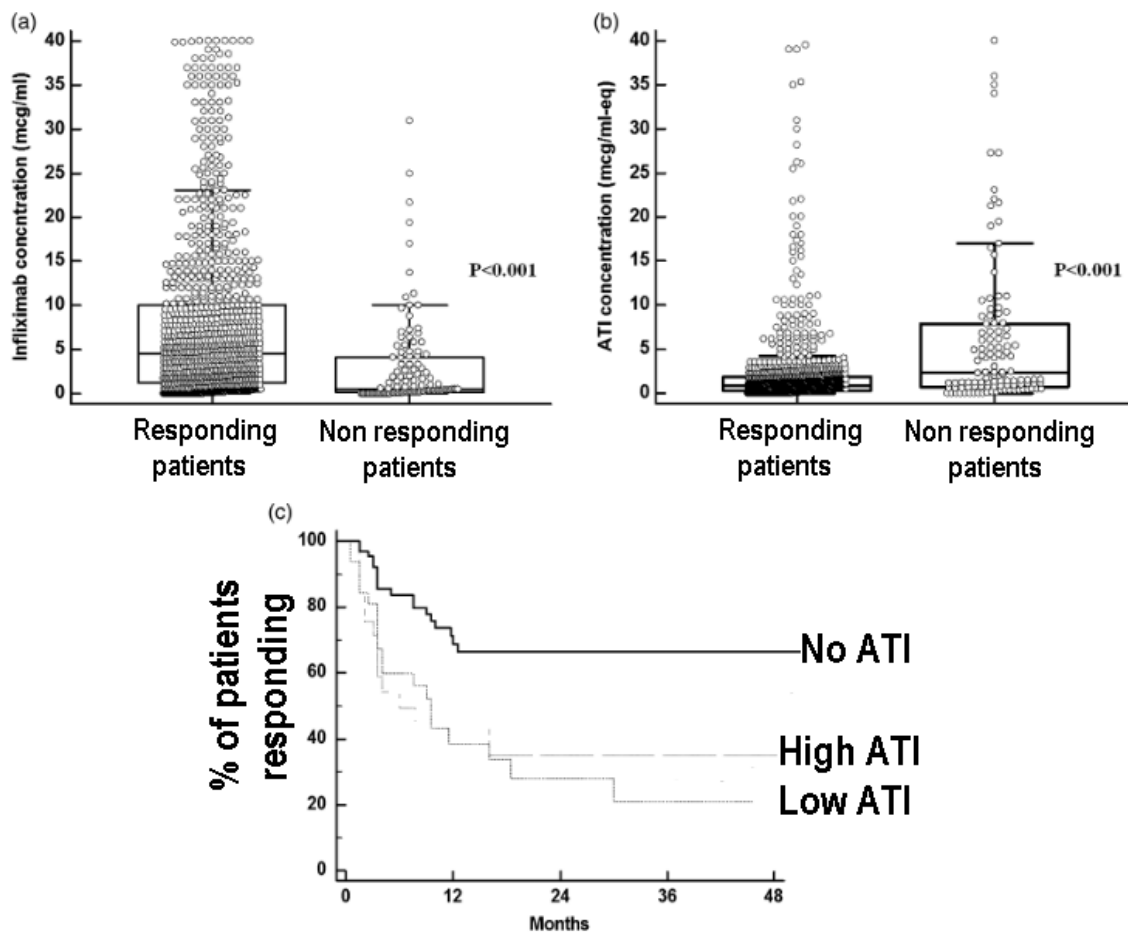 (a)
Infliximab concntration (mcg/ml)
40
35
30
25
20
15
10
5
0
P<0.001
Responding
patients
Non responding
patients
(b)
ATI concentration (mcg/ml-eq)
40
35
30
25
20
15
10
5
0
P<0.001
Responding
patients
Non responding
patients
(c)
% of patients
responding
100
80
60
40
20
0
No ATI
High ATI
Low ATI
0
12
24
36
48
Months